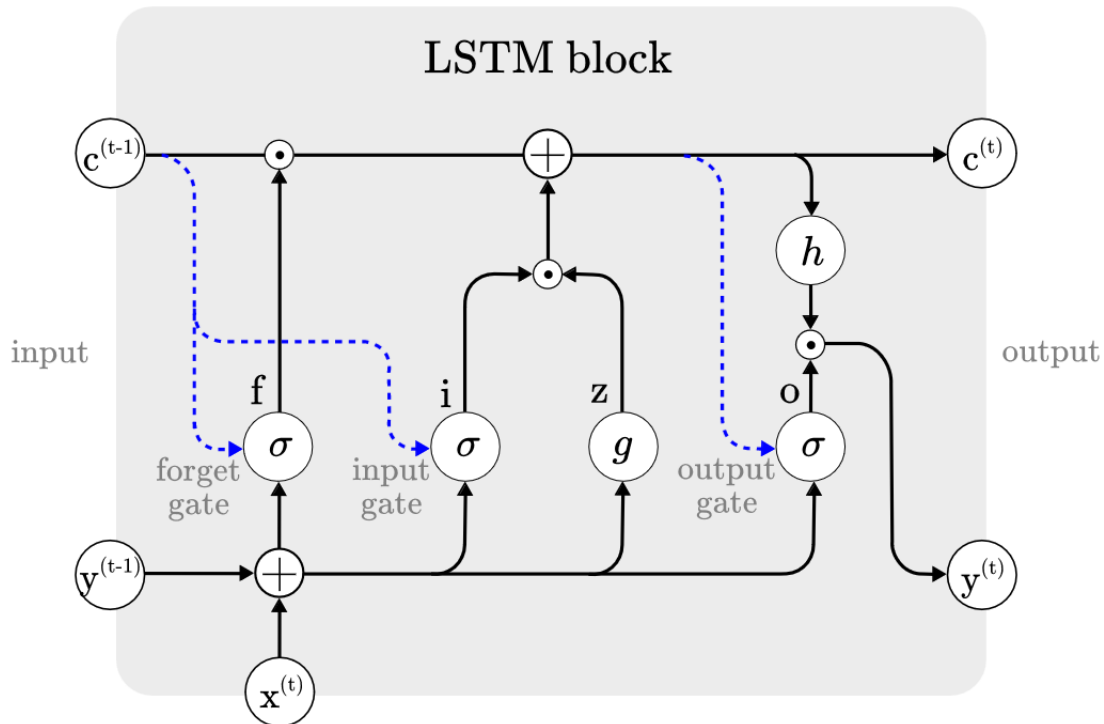 LSTM block
c(t-1)
c(t)
h
input
output
f
i
z
o
σ
σ
g
σ
forget
gate
input
gate
output
gate
y(t-1)
y(t)
x(t)